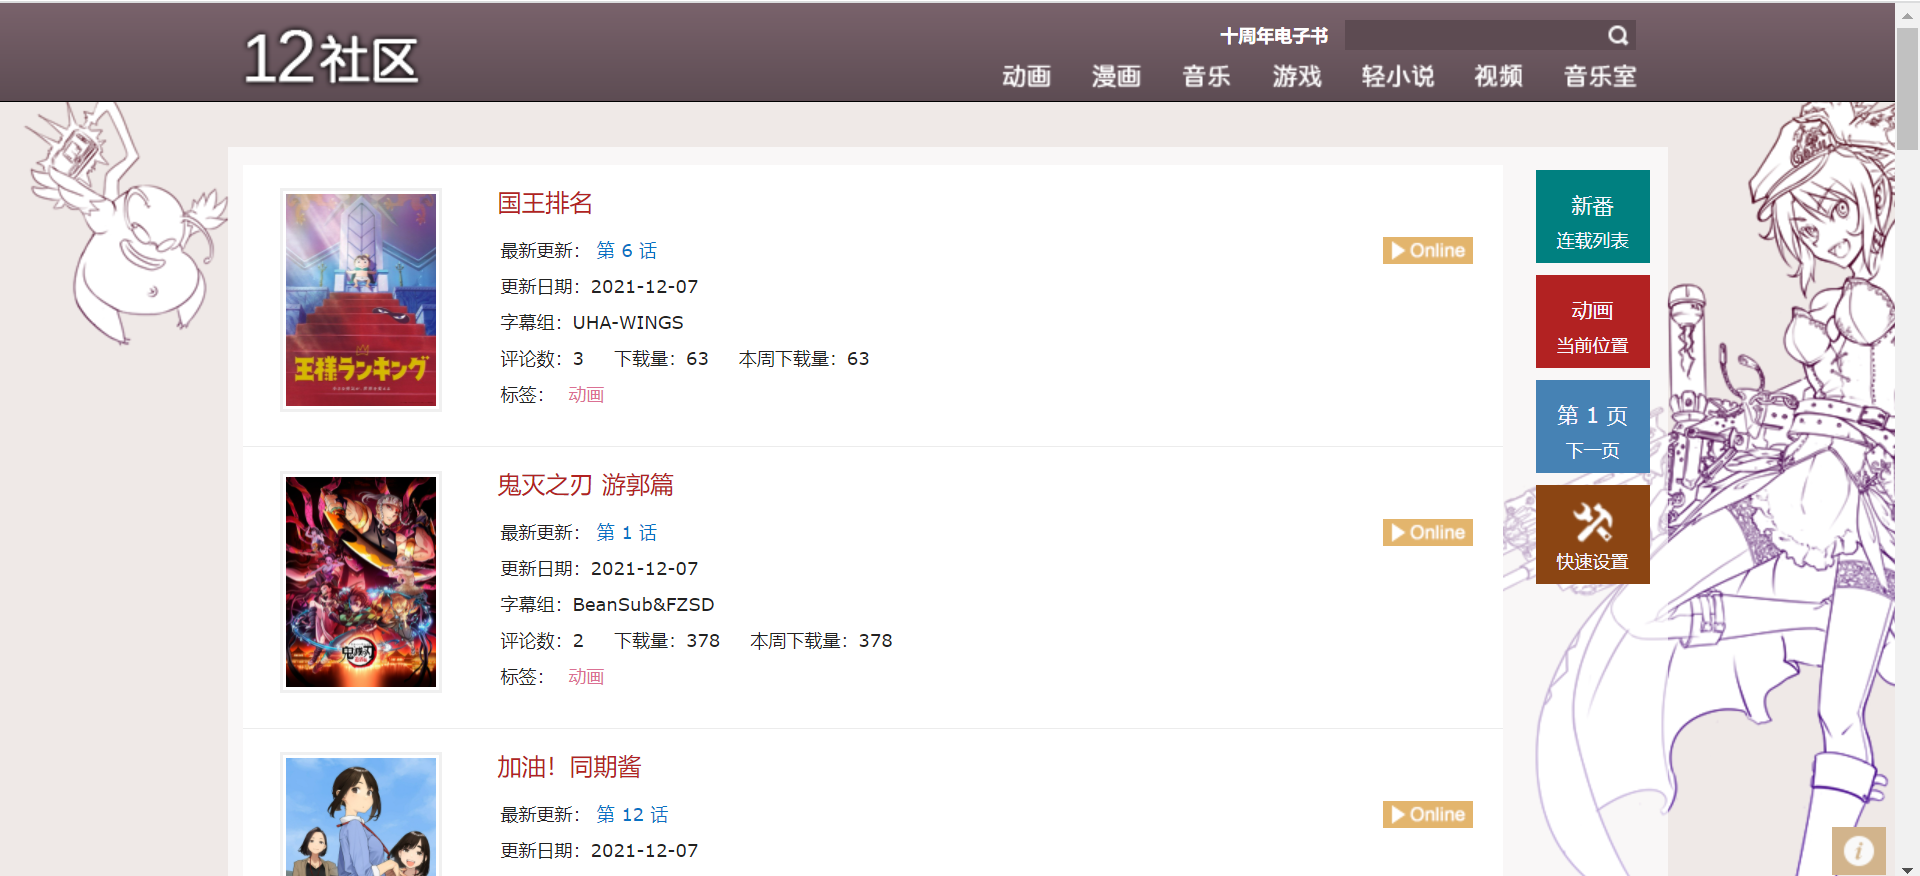 12社区
十周年电子书
动画 漫画 音乐 游戏 轻小说 视频 音乐室
国王排名
最新更新： 第 6 话
Online
更新日期：2021-12-07
字幕组：UHA-WINGS
评论数：3 下载量：63 本周下载量：63
标签： 动画
王様ランキング
鬼灭之刃 游郭篇
最新更新： 第 1 话
Online
更新日期：2021-12-07
字幕组：BeanSub&FZSD
评论数：2 下载量：378 本周下载量：378
标签： 动画
加油！同期酱
最新更新： 第 12 话
Online
更新日期：2021-12-07
新番
连载列表
动画
当前位置
第 1 页
下一页
快速设置